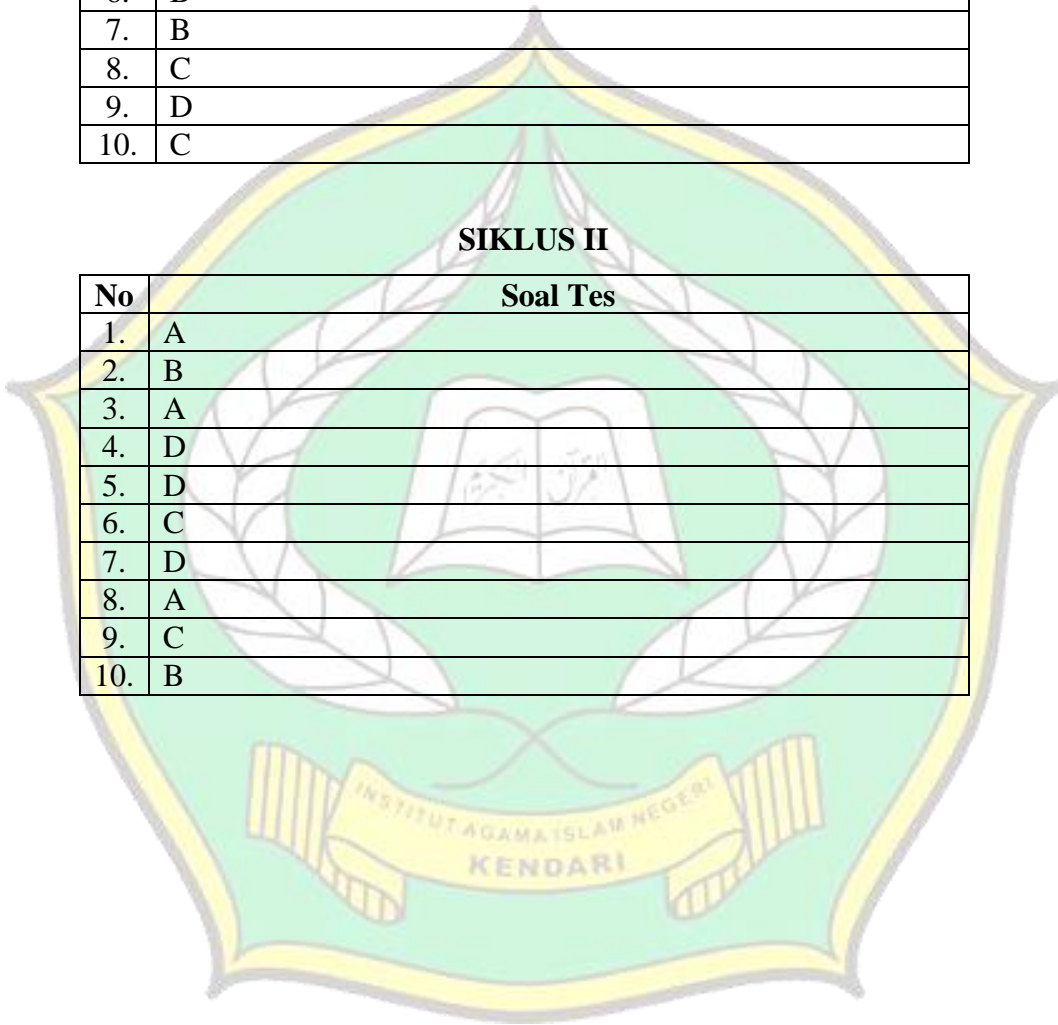 7. B
8. C
9. D
10. C
SIKLUS II
No Soal Tes
1. A
2. B
3. A
4. D
5. D
6. C
7. D
8. A
9. C
10. B
INSTITUT AGAMA ISLAM NEGERI
KENDARI